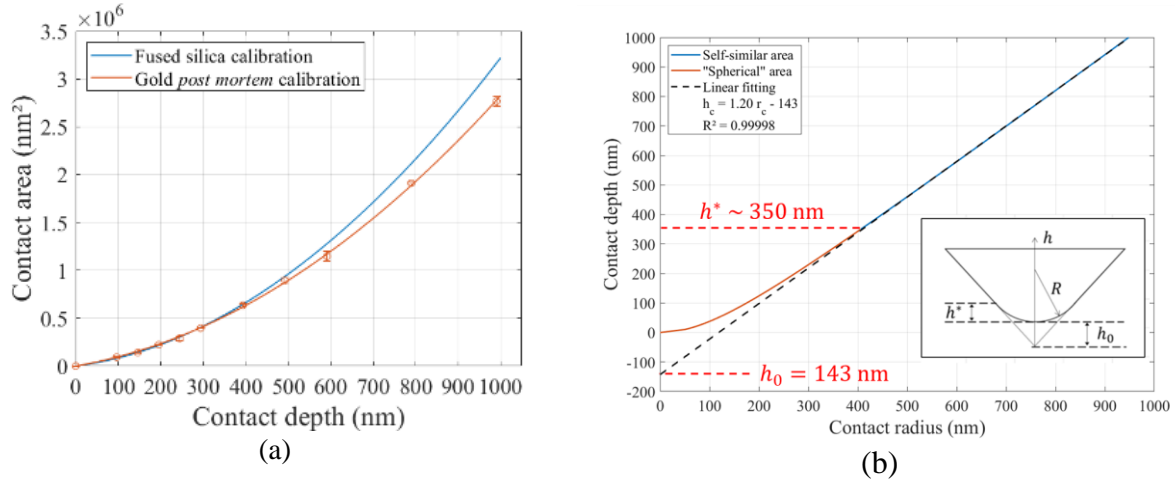 ×10⁶
3.5
3
2.5
2
1.5
1
0.5
0
Contact area (nm²)
Fused silica calibration
Gold post mortem calibration
0 100 200 300 400 500 600 700 800 900 1000
Contact depth (nm)
(a)
1000
900
800
700
600
500
400
300
200
100
0
-100
-200
Contact depth (nm)
Self-similar area
"Spherical" area
Linear fitting
h_c = 1.20 r_c - 143
R² = 0.99998
h* ~ 350 nm
h₀ = 143 nm
h
R
h*
h₀
0 100 200 300 400 500 600 700 800 900 1000
Contact radius (nm)
(b)